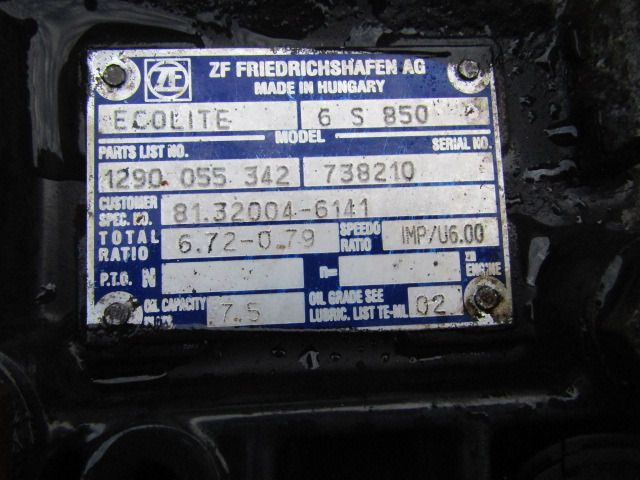 ZF ZF FRIEDRICHSHAFEN AG
MADE IN HUNGARY
ECOLITE 6 S 850
MODEL
PARTS LIST NO. SERIAL NO.
1290 055 342 738210
CUSTOMER SPEC. NO. 81.32004-6141
TOTAL RATIO 6.72-0.79 SPEEDO RATIO IMP/U6.00
P.T.O. N n= ENGINE
OIL CAPACITY 7.5 OIL GRADE SEE LUBRIC. LIST TE-ML 02